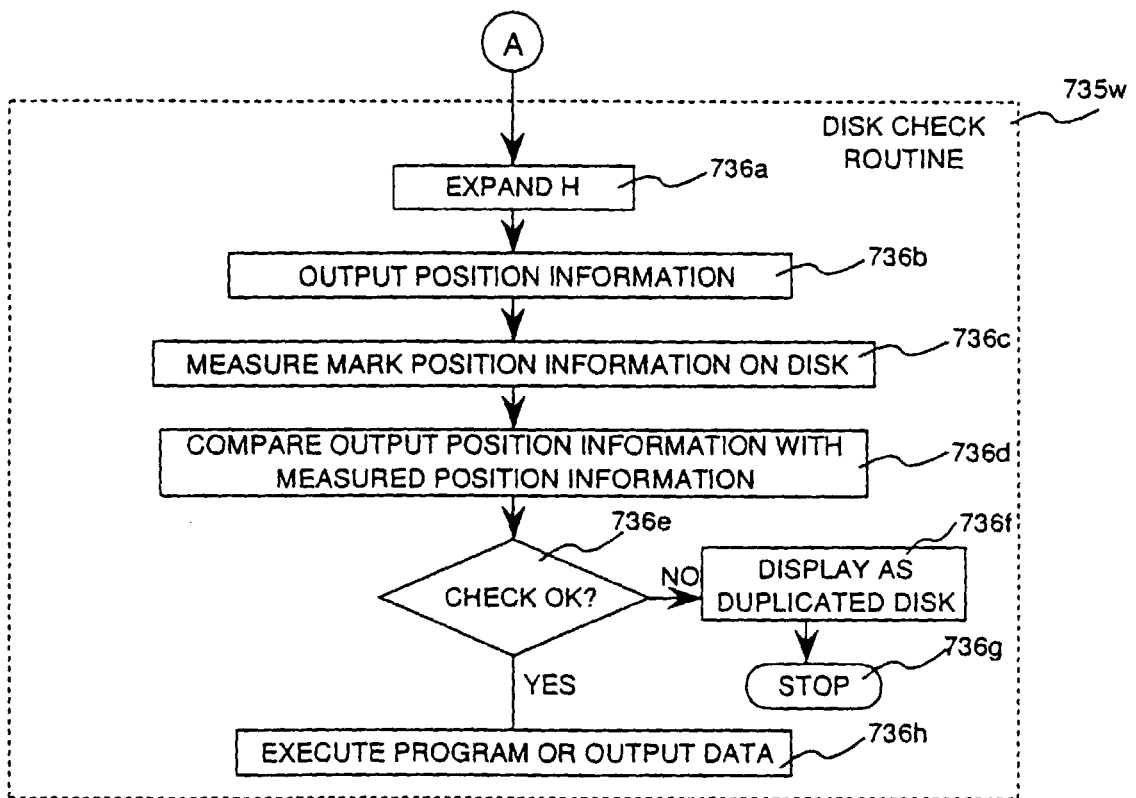 A
735w
DISK CHECK
ROUTINE
736a
EXPAND H
736b
OUTPUT POSITION INFORMATION
736c
MEASURE MARK POSITION INFORMATION ON DISK
COMPARE OUTPUT POSITION INFORMATION WITH
MEASURED POSITION INFORMATION
736d
736e
736f
CHECK OK?
NO
DISPLAY AS
DUPLICATED DISK
736g
STOP
YES
736h
EXECUTE PROGRAM OR OUTPUT DATA